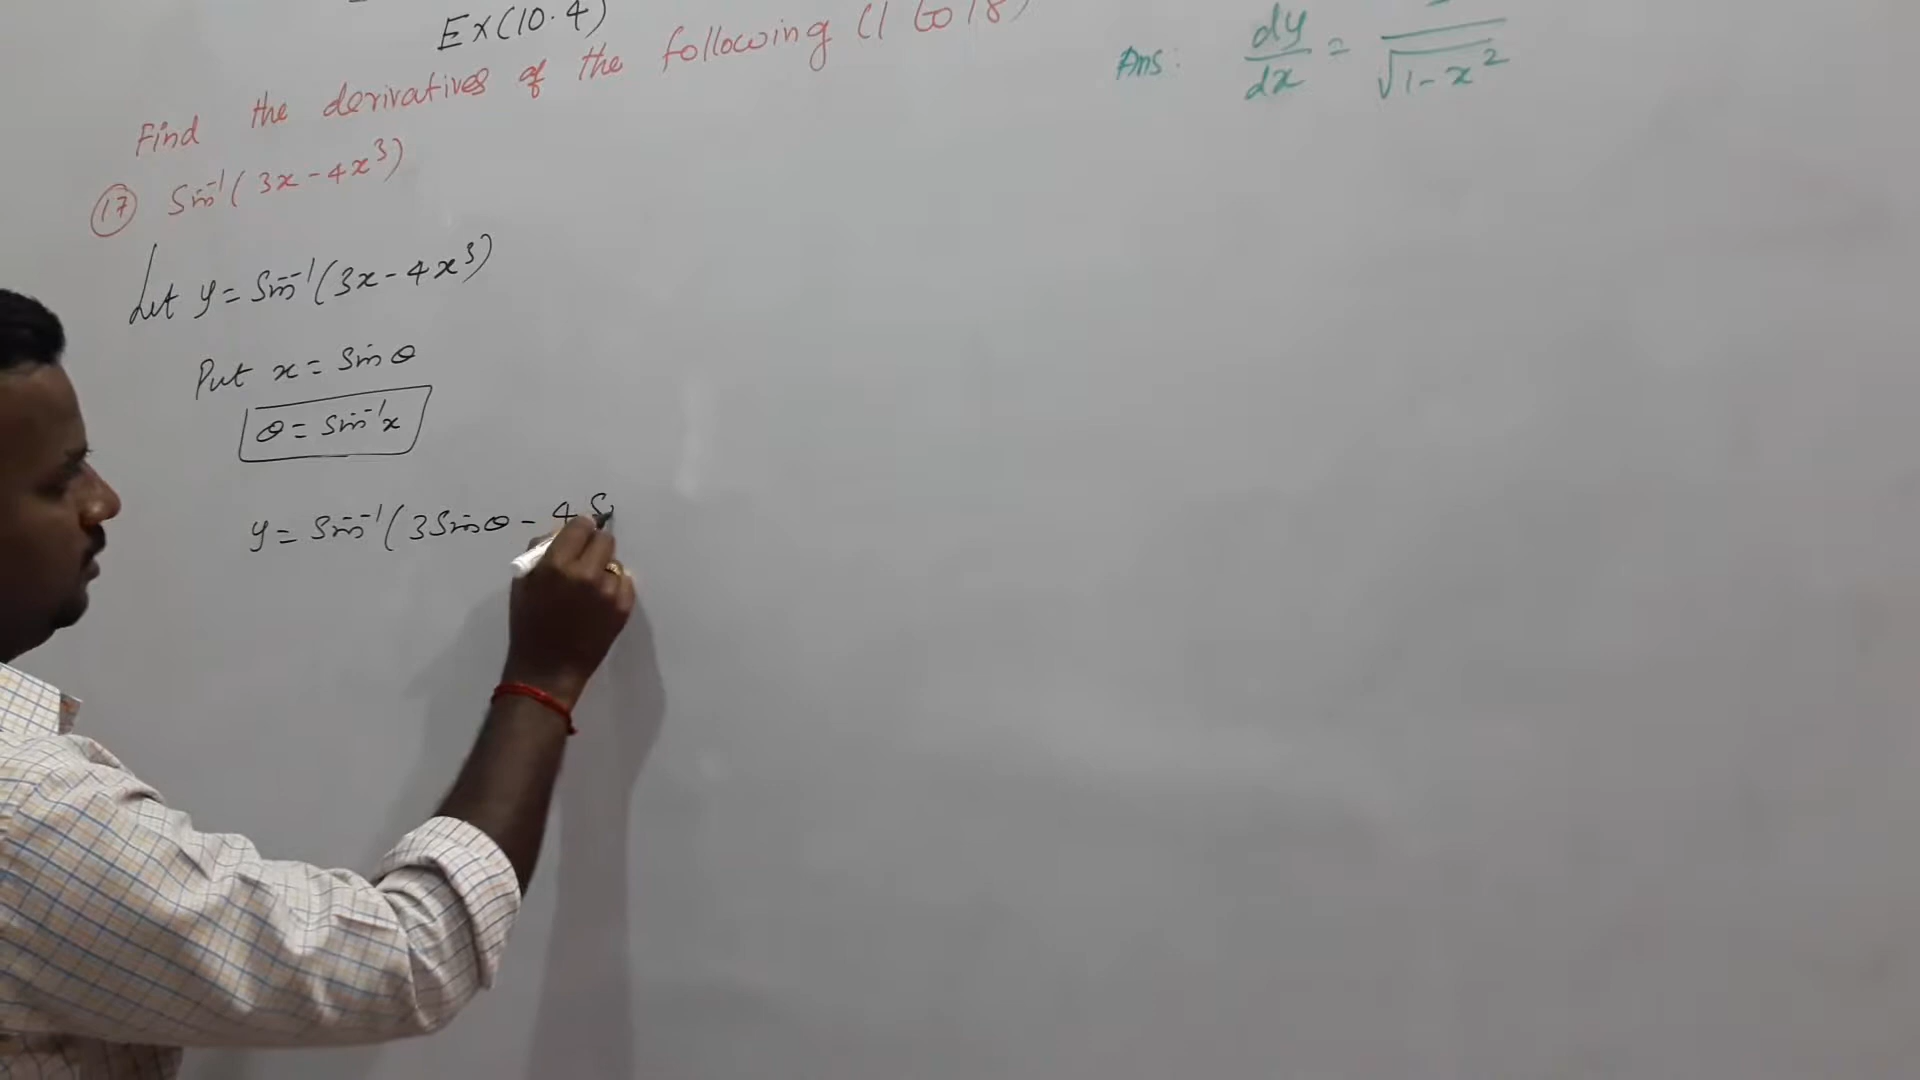 Ex(10.4)
Find the derivatives of the following (1 to 18)
(17) Sin⁻¹(3x-4x³)
Let y = Sin⁻¹(3x-4x³)
Put x = Sin θ
θ = Sin⁻¹x
y = Sin⁻¹(3Sinθ - 4 S
Ans: dy/dx = /√1-x²